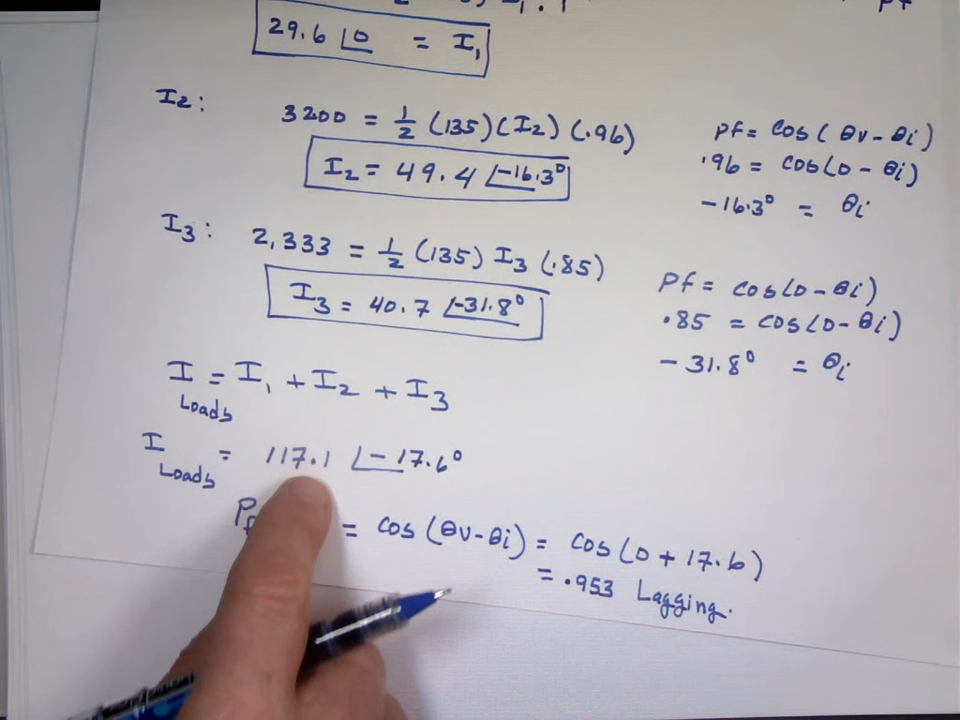 29.6 ∠0 = I₁
I₂: 3200 = 1/2 (135)(I₂)(.96)
pf = cos(θv - θi)
I₂ = 49.4 ∠-16.3°
.96 = cos(0 - θi)
-16.3° = θi
I₃: 2,333 = 1/2 (135) I₃ (.85)
Pf = cos(0 - θi)
I₃ = 40.7 ∠-31.8°
.85 = cos(0 - θi)
-31.8° = θi
I Loads = I₁ + I₂ + I₃
I Loads = 117.1 ∠-17.6°
= cos(θv - θi) = cos(0 + 17.6)
= .953 Lagging.